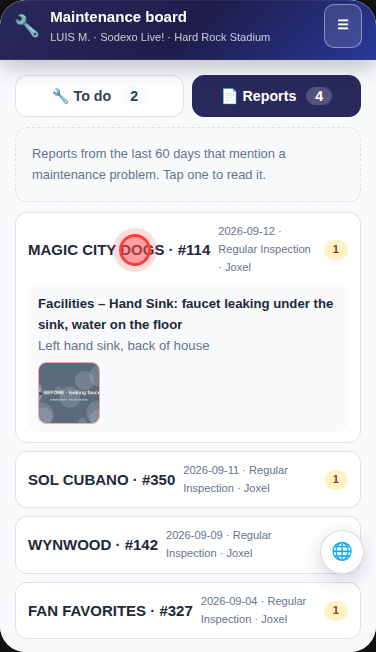 Maintenance board
LUIS M. · Sodexo Live! · Hard Rock Stadium
To do 2
Reports 4
Reports from the last 60 days that mention a
maintenance problem. Tap one to read it.
MAGIC CITY DOGS · #114
2026-09-12 ·
Regular Inspection
· Joxel
1
Facilities – Hand Sink: faucet leaking under the
sink, water on the floor
Left hand sink, back of house
BEFORE · leaking fauc
SOL CUBANO · #350
2026-09-11 · Regular
Inspection · Joxel
1
WYNWOOD · #142
2026-09-09 · Regular
Inspection · Joxel
FAN FAVORITES · #327
2026-09-04 · Regular
Inspection · Joxel
1